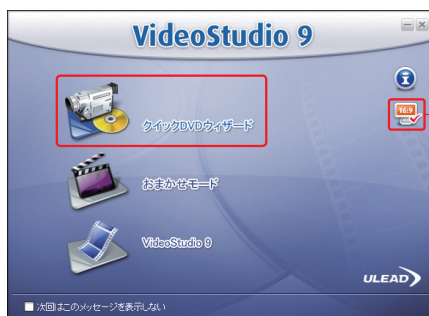 VideoStudio 9
16:9
クイックDVDウィザード
おまかせモード
VideoStudio 9
ULEAD
次回はこのメッセージを表示しない